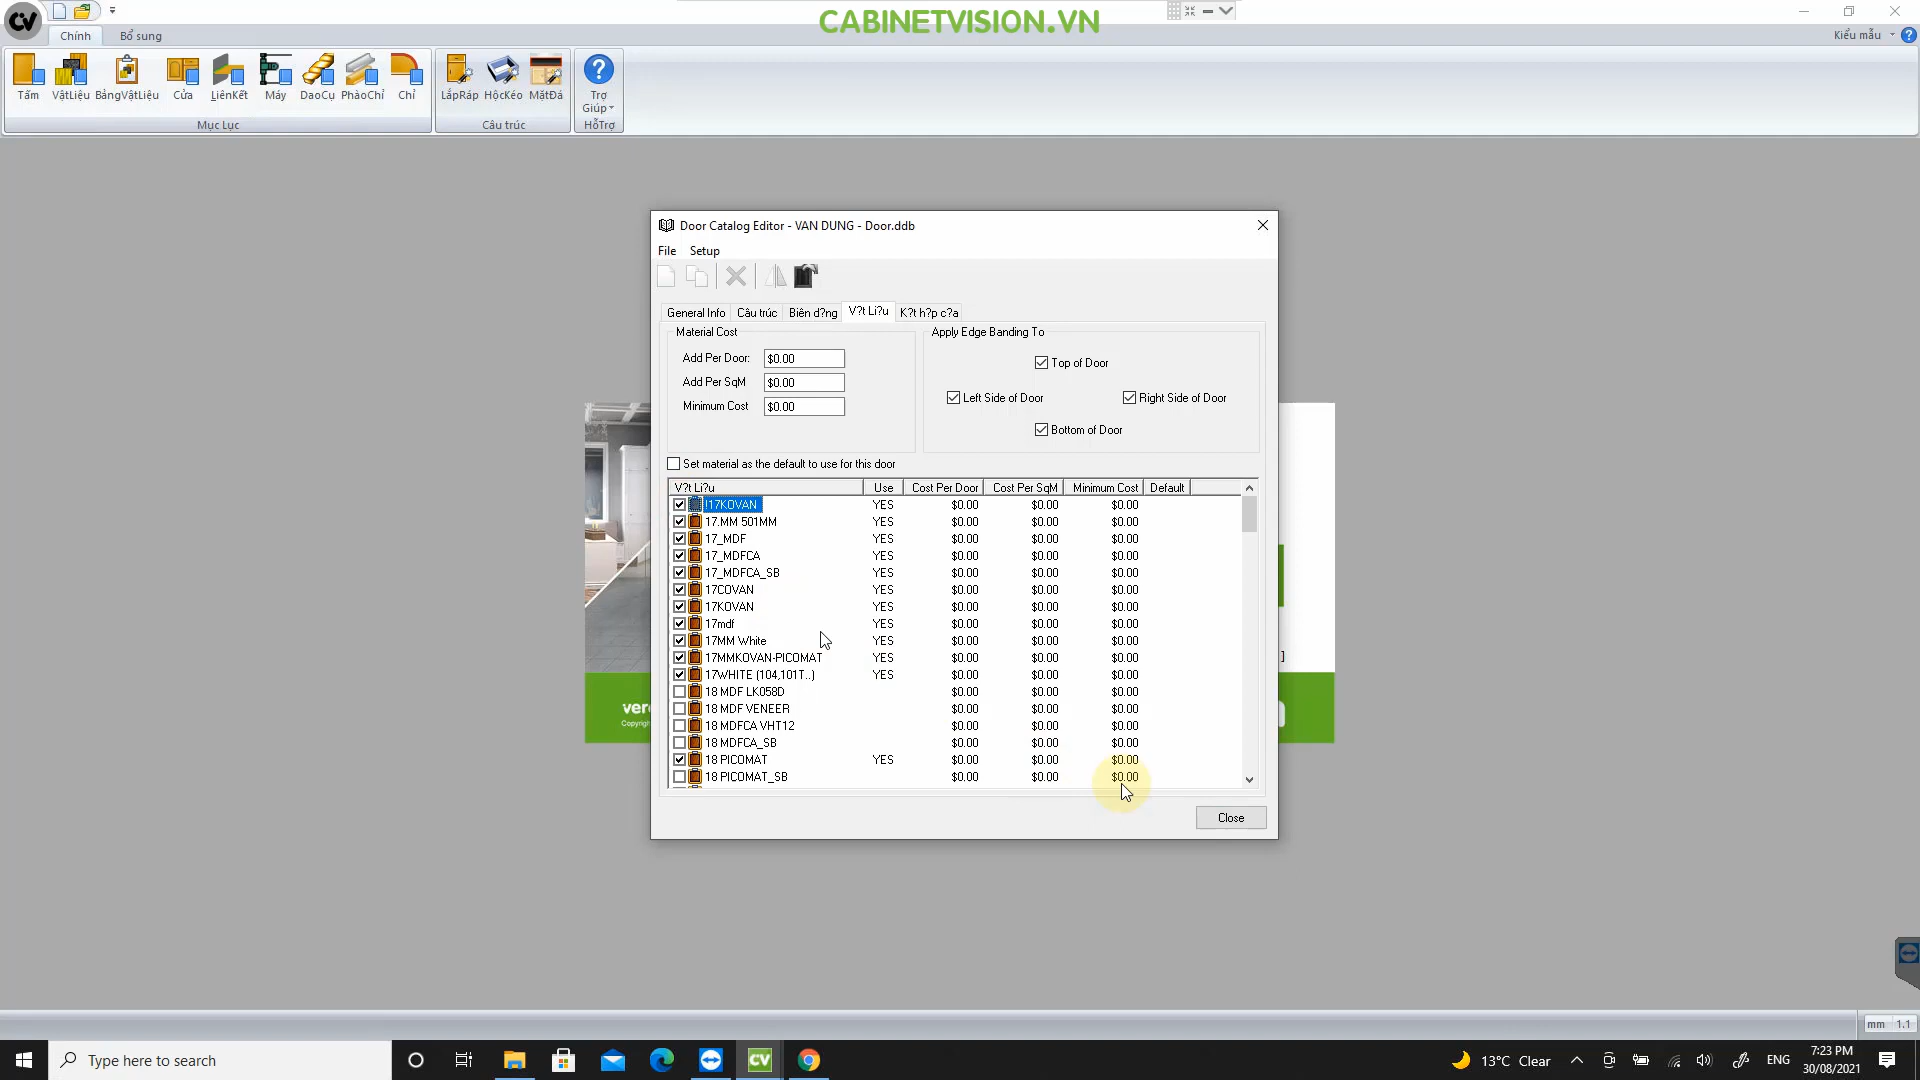 CABINETVISION.VN
CV
Chính Bổ sung
Kiểu mẫu
Tấm VậtLiệu BảngVậtLiệu Cửa LiênKết Máy DaoCụ PhàoChỉ Chỉ
LắpRáp HộcKéo MặtĐá
Trợ
Giúp
Mục Lục
Câu trúc
HỗTrợ
Door Catalog Editor - VAN DUNG - Door.ddb
File Setup
General Info Câu trúc Biên d?ng V?t Li?u K?t h?p c?a
Material Cost
Apply Edge Banding To
Add Per Door: $0.00
Top of Door
Add Per SqM $0.00
Left Side of Door Right Side of Door
Minimum Cost $0.00
Bottom of Door
Set material as the default to use for this door
V?t Li?u Use Cost Per Door Cost Per SqM Minimum Cost Default
!17KOVAN YES $0.00 $0.00 $0.00
17.MM 501MM YES $0.00 $0.00 $0.00
17_MDF YES $0.00 $0.00 $0.00
17_MDFCA YES $0.00 $0.00 $0.00
17_MDFCA_SB YES $0.00 $0.00 $0.00
17COVAN YES $0.00 $0.00 $0.00
17KOVAN YES $0.00 $0.00 $0.00
17mdf YES $0.00 $0.00 $0.00
17MM White YES $0.00 $0.00 $0.00
17MMKOVAN-PICOMAT YES $0.00 $0.00 $0.00
17WHITE (104,101T..) YES $0.00 $0.00 $0.00
18 MDF LK058D $0.00 $0.00 $0.00
18 MDF VENEER $0.00 $0.00 $0.00
18 MDFCA VHT12 $0.00 $0.00 $0.00
18 MDFCA_SB $0.00 $0.00 $0.00
18 PICOMAT YES $0.00 $0.00 $0.00
18 PICOMAT_SB $0.00 $0.00 $0.00
Close
ver
Copyrigh
]
mm 1.1
Type here to search
CV
13°C Clear
ENG
7:23 PM
30/08/2021